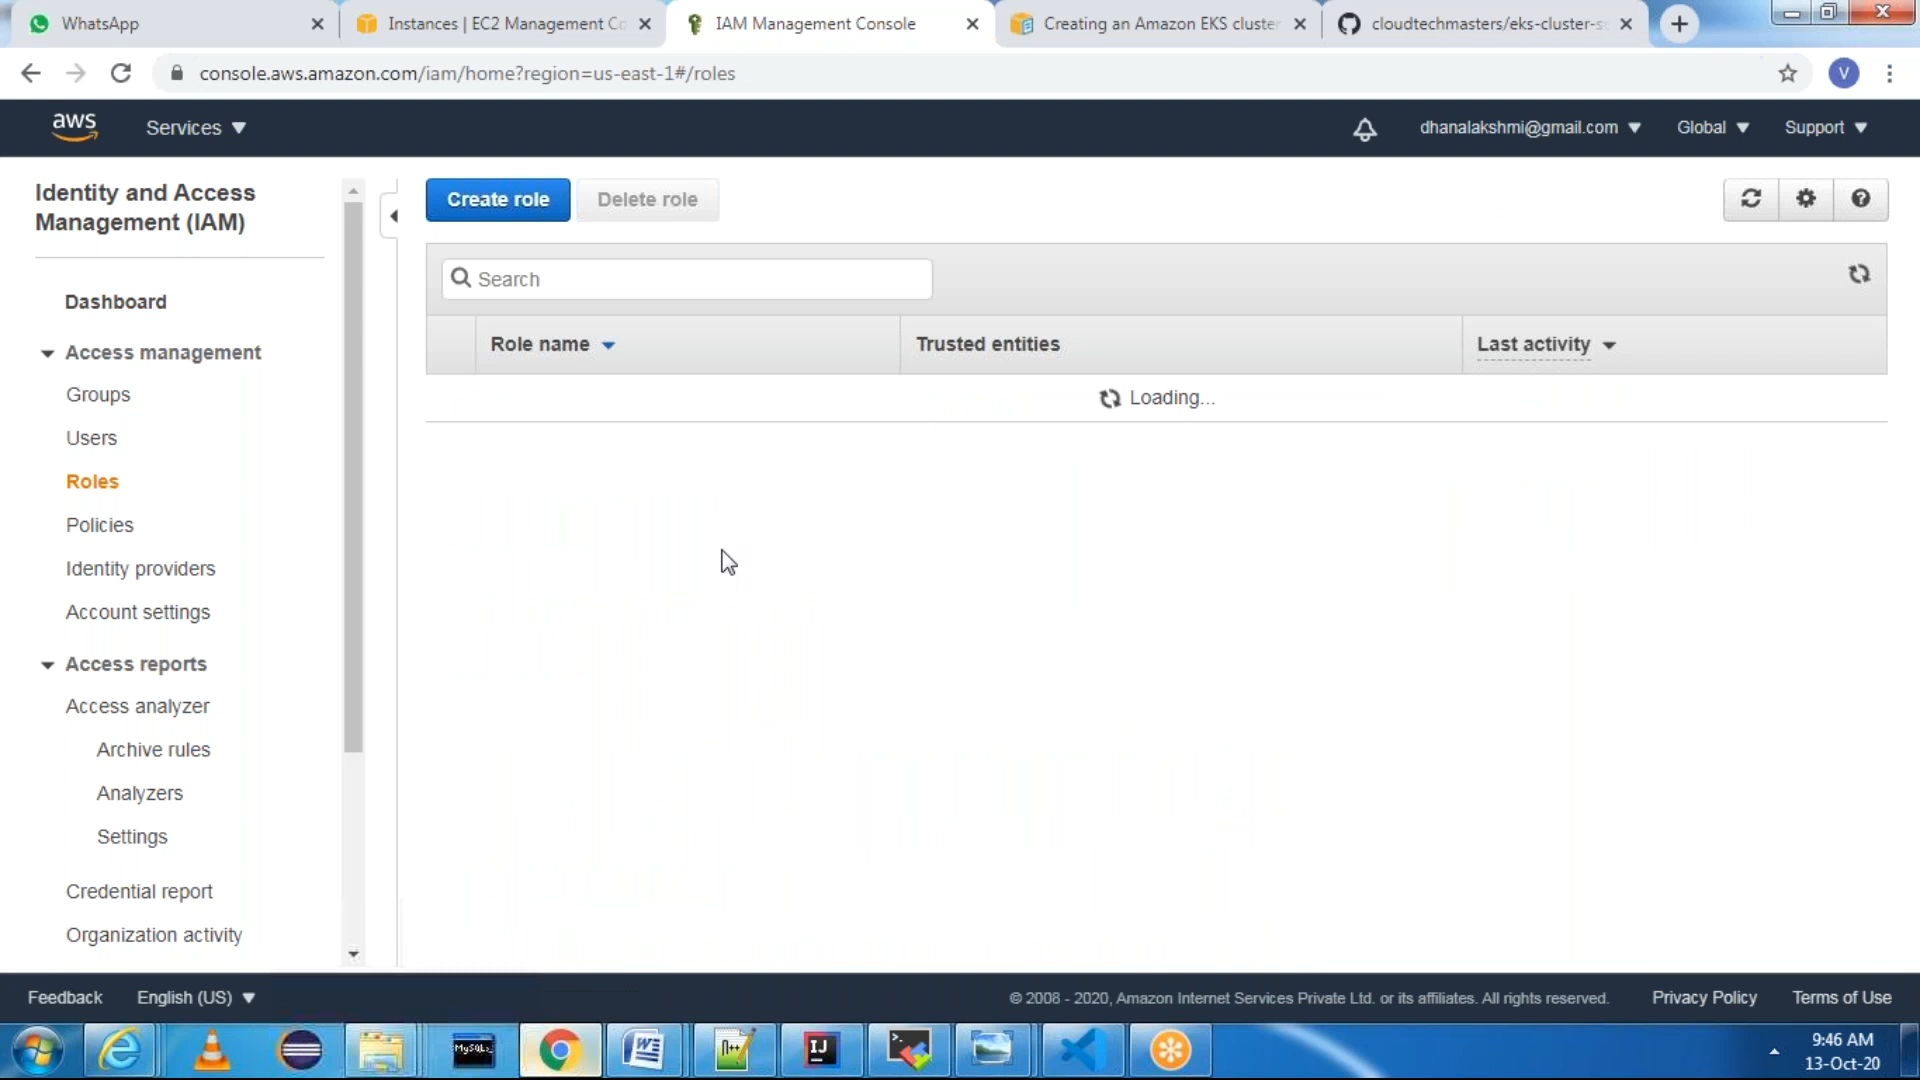 WhatsApp
Instances | EC2 Management Co
IAM Management Console
Creating an Amazon EKS cluster
cloudtechmasters/eks-cluster-s
console.aws.amazon.com/iam/home?region=us-east-1#/roles
V
aws
Services
dhanalakshmi@gmail.com
Global
Support
Identity and Access
Management (IAM)
Dashboard
Access management
Groups
Users
Roles
Policies
Identity providers
Account settings
Access reports
Access analyzer
Archive rules
Analyzers
Settings
Credential report
Organization activity
Create role
Delete role
Search
Role name
Trusted entities
Last activity
Loading...
Feedback
English (US)
© 2008 - 2020, Amazon Internet Services Private Ltd. or its affiliates. All rights reserved.
Privacy Policy
Terms of Use
MySQL
IJ
9:46 AM
13-Oct-20